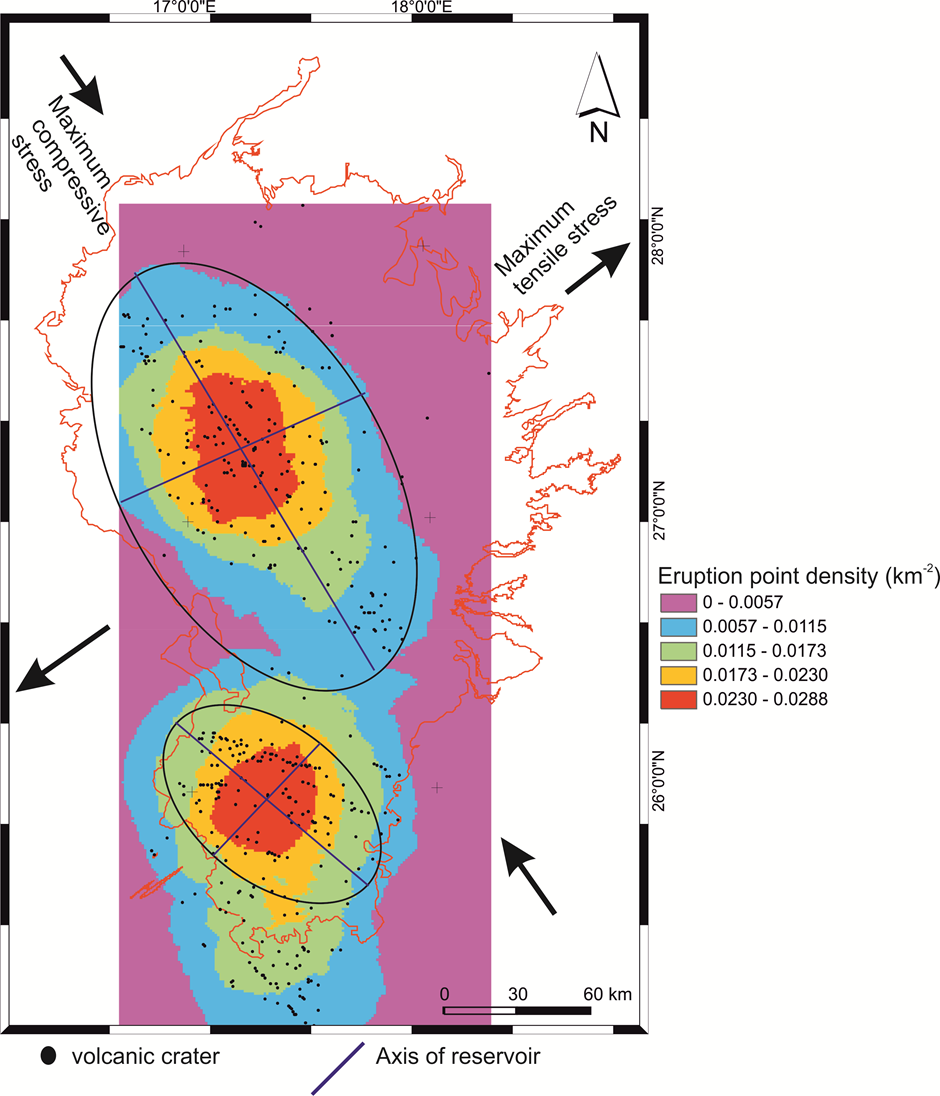 17°0'0"E
18°0'0"E
Maximum
compressive
stress
N
Maximum
tensile stress
28°0'0"N
27°0'0"N
26°0'0"N
Eruption point density (km-2)
0 - 0.0057
0.0057 - 0.0115
0.0115 - 0.0173
0.0173 - 0.0230
0.0230 - 0.0288
0 30 60 km
volcanic crater
Axis of reservoir